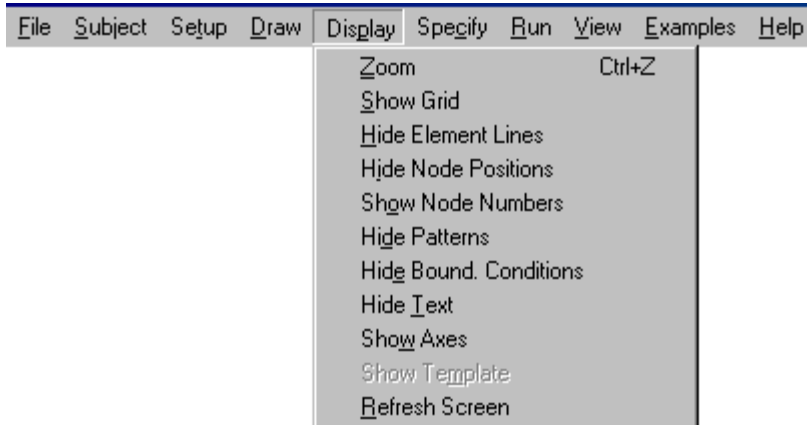 File Subject Setup Draw Display Specify Run View Examples Help
Zoom Ctrl+Z
Show Grid
Hide Element Lines
Hide Node Positions
Show Node Numbers
Hide Patterns
Hide Bound. Conditions
Hide Text
Show Axes
Show Template
Refresh Screen